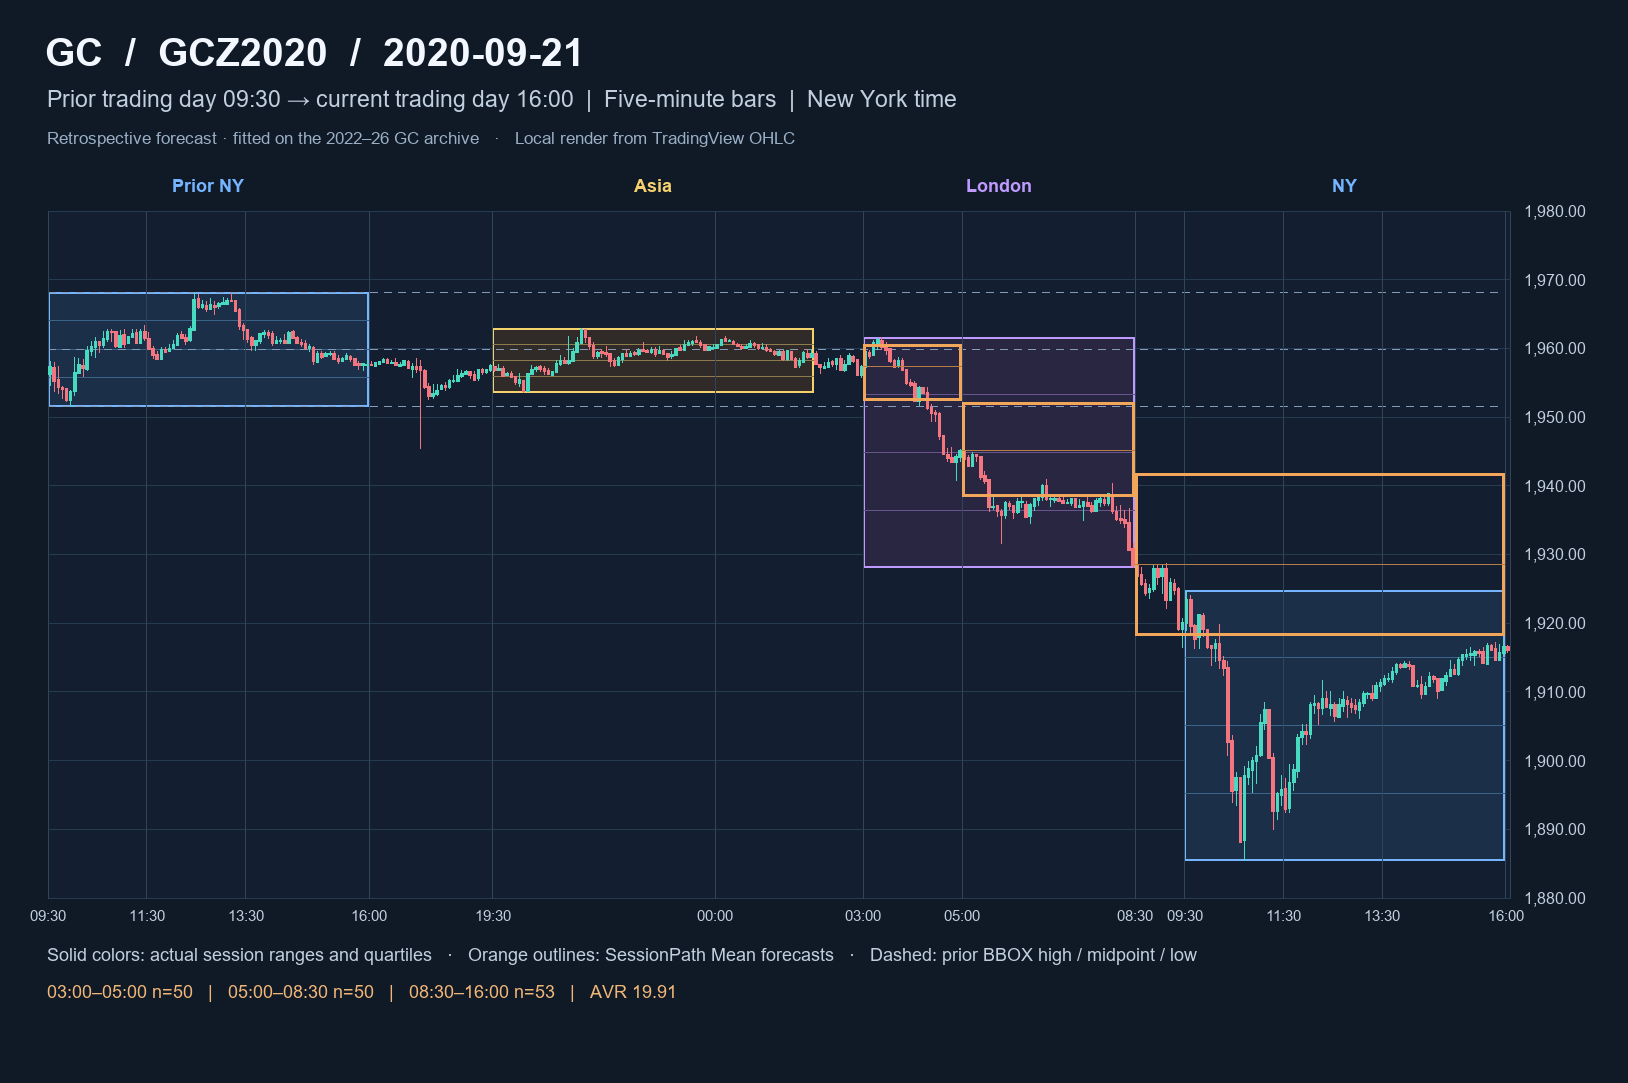 GC / GCZ2020 / 2020-09-21
Prior trading day 09:30 → current trading day 16:00 | Five-minute bars | New York time
Retrospective forecast · fitted on the 2022–26 GC archive · Local render from TradingView OHLC
Prior NY Asia London NY
1,980.00
1,970.00
1,960.00
1,950.00
1,940.00
1,930.00
1,920.00
1,910.00
1,900.00
1,890.00
1,880.00
09:30 11:30 13:30 16:00 19:30 00:00 03:00 05:00 08:30 09:30 11:30 13:30 16:00
Solid colors: actual session ranges and quartiles · Orange outlines: SessionPath Mean forecasts · Dashed: prior BBOX high / midpoint / low
03:00–05:00 n=50 | 05:00–08:30 n=50 | 08:30–16:00 n=53 | AVR 19.91